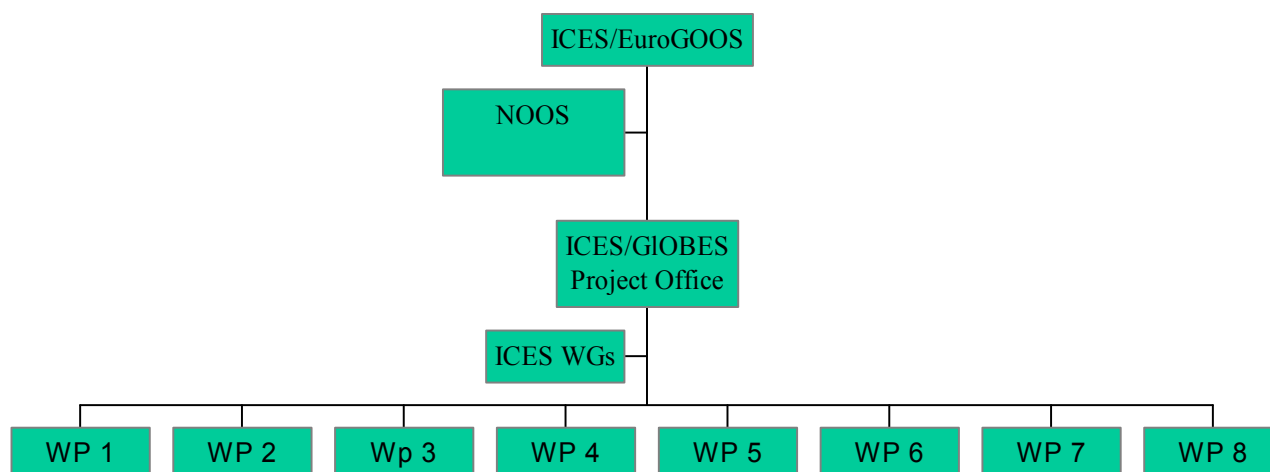 ICES/EuroGOOS
NOOS
ICES/GlOBES
Project Office
ICES WGs
WP 1
WP 2
Wp 3
WP 4
WP 5
WP 6
WP 7
WP 8